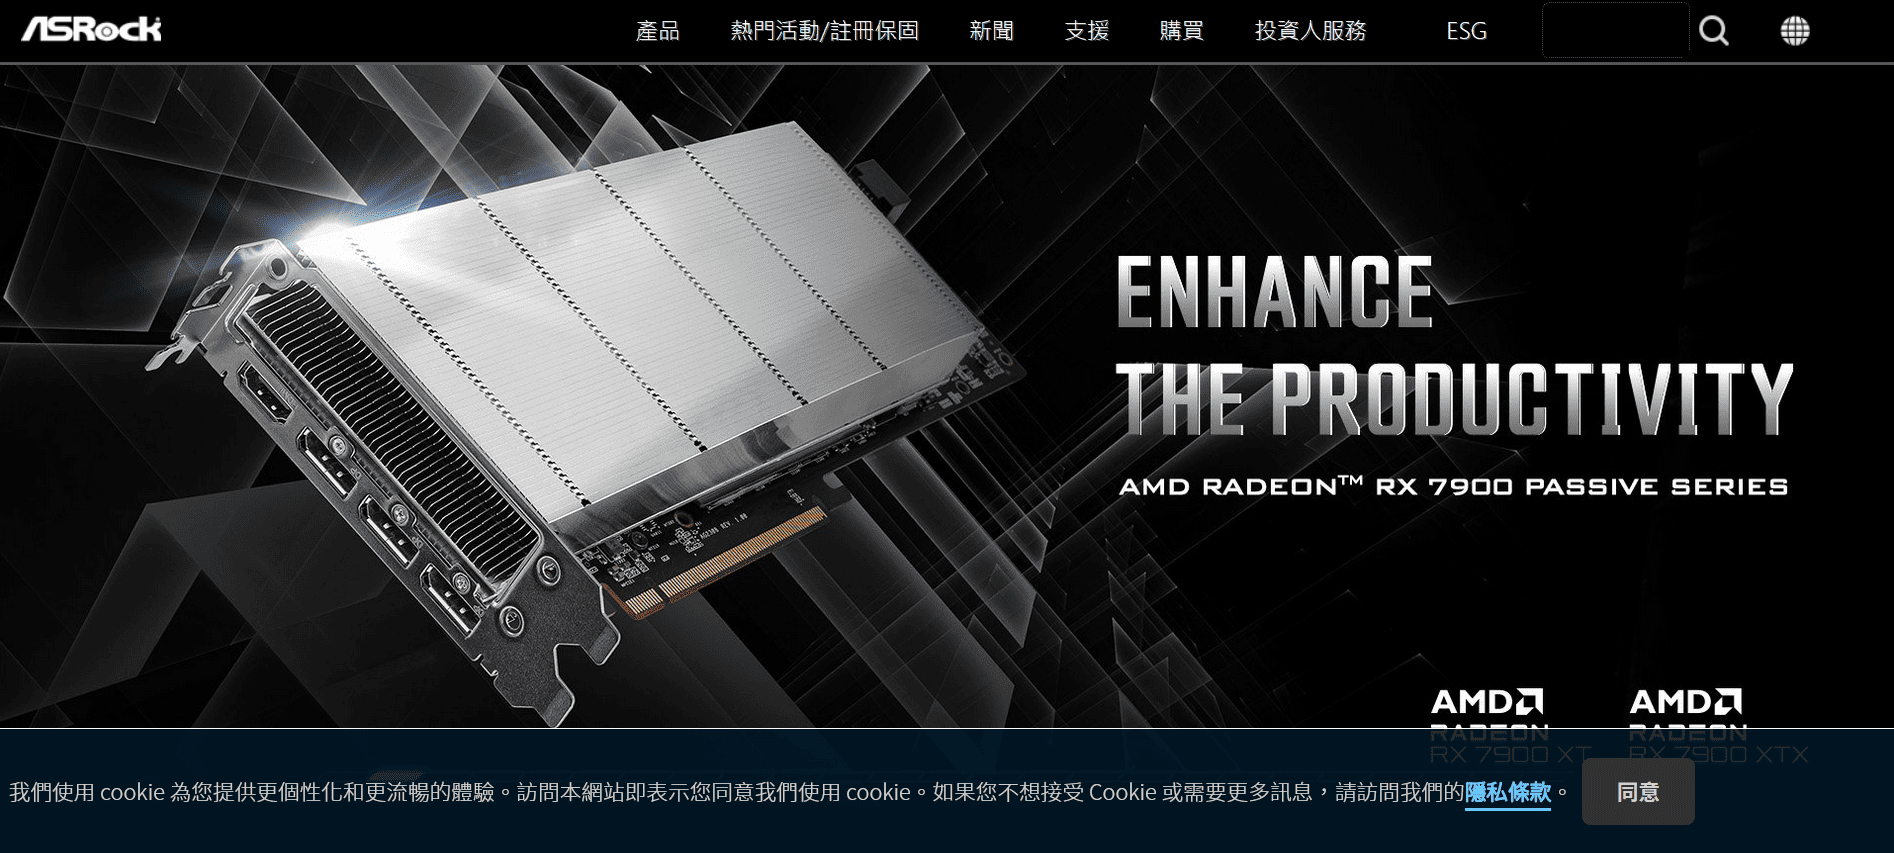 ASRock
產品 熱門活動/註冊保固 新聞 支援 購買 投資人服務 ESG
ENHANCE
THE PRODUCTIVITY
AMD RADEON™ RX 7900 PASSIVE SERIES
AG2308 REV. 1.00
AMD AMD
RADEON RADEON
RX 7900 XT RX 7900 XTX
我們使用 cookie 為您提供更個性化和更流暢的體驗。訪問本網站即表示您同意我們使用 cookie。如果您不想接受 Cookie 或需要更多訊息，請訪問我們的隱私條款。 同意